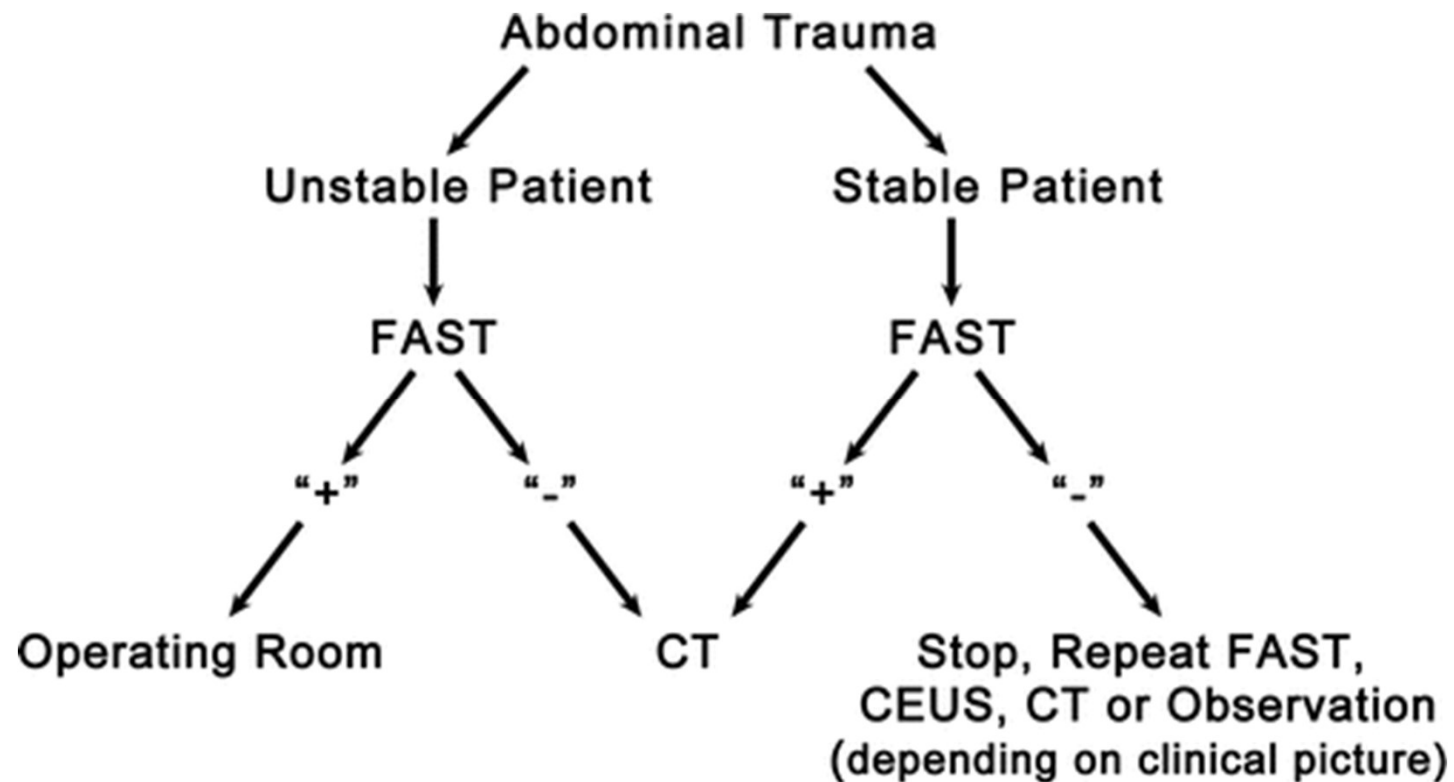 Abdominal Trauma
Unstable Patient
Stable Patient
FAST
FAST
“+”
“-”
“+”
“-”
Operating Room
CT
Stop, Repeat FAST,
CEUS, CT or Observation
(depending on clinical picture)